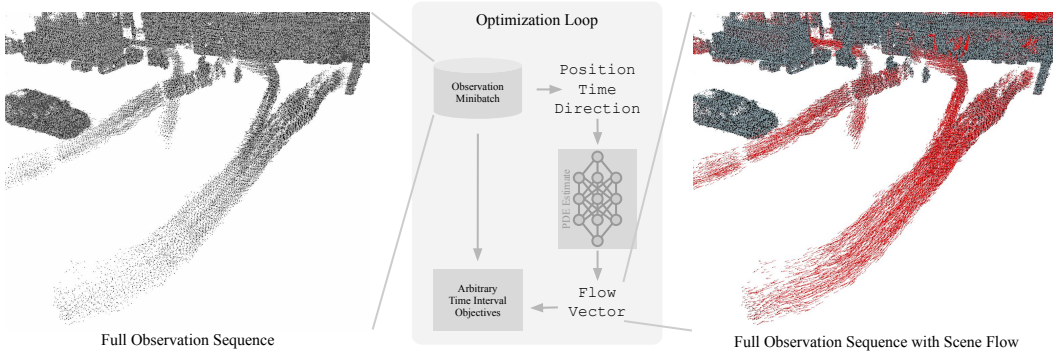 Optimization Loop
Observation
Minibatch
Position
Time
Direction
PDE Estimate
Arbitrary
Time Interval
Objectives
Flow
Vector
Full Observation Sequence
Full Observation Sequence with Scene Flow